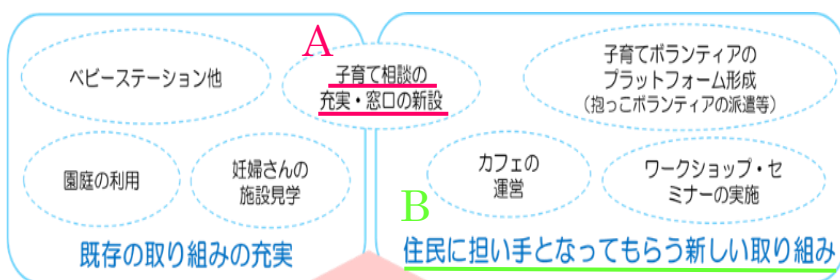 A
ベビーステーション他
子育て相談の
充実・窓口の新設
子育てボランティアの
プラットフォーム形成
(抱っこボランティアの派遣等)
園庭の利用
妊婦さんの
施設見学
カフェの
運営
ワークショップ・セ
ミナーの実施
既存の取り組みの充実
B
住民に担い手となってもらう新しい取り組み